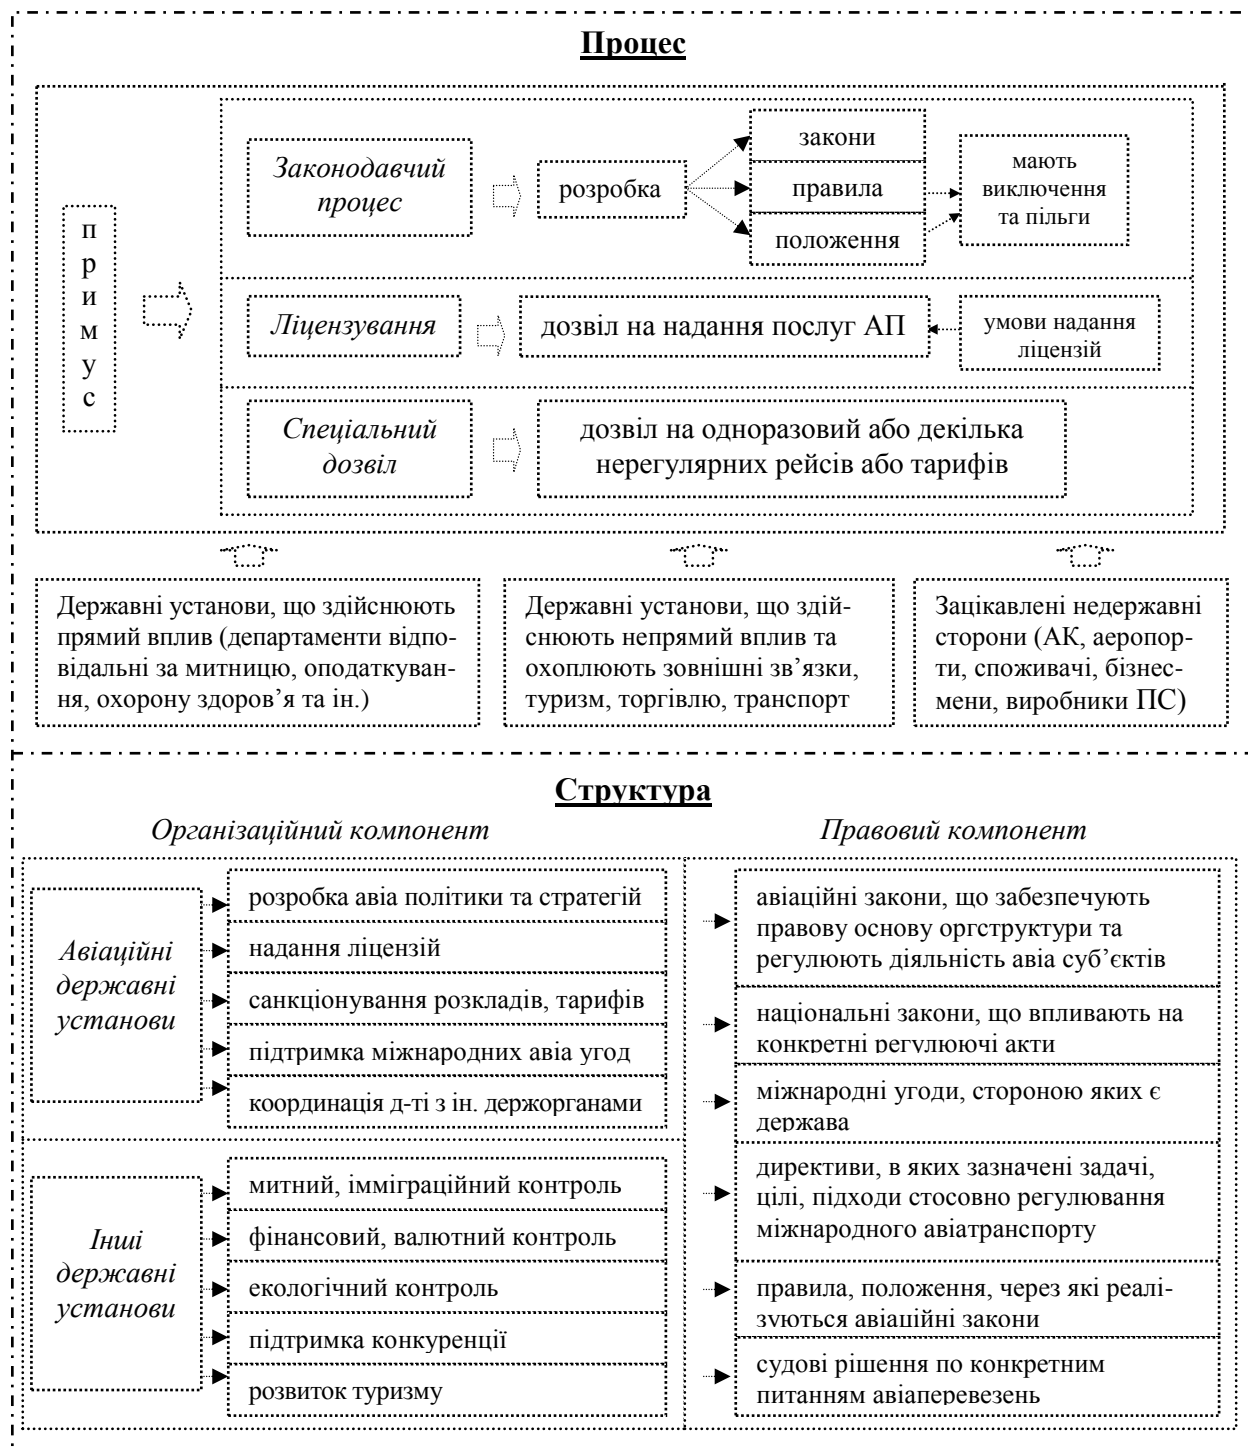 Процес
примус
Законодавчий
процес
розробка
закони
правила
положення
мають
виключення
та пільги
Ліцензування
дозвіл на надання послуг АП
умови надання
ліцензій
Спеціальний
дозвіл
дозвіл на одноразовий або декілька
нерегулярних рейсів або тарифів
Державні установи, що здійснюють
прямий вплив (департаменти відпо-
відальні за митницю, оподаткуван-
ня, охорону здоров’я та ін.)
Державні установи, що здій-
снюють непрямий вплив та
охоплюють зовнішні зв’язки,
туризм, торгівлю, транспорт
Зацікавлені недержавні
сторони (АК, аеропор-
ти, споживачі, бізнес-
мени, виробники ПС)
Структура
Організаційний компонент
Авіаційні
державні
установи
розробка авіа політики та стратегій
надання ліцензій
санкціонування розкладів, тарифів
підтримка міжнародних авіа угод
координація д-ті з ін. держорганами
Інші
державні
установи
митний, імміграційний контроль
фінансовий, валютний контроль
екологічний контроль
підтримка конкуренції
розвиток туризму
Правовий компонент
авіаційні закони, що забезпечують
правову основу оргструктури та
регулюють діяльність авіа суб’єктів
національні закони, що впливають на
конкретні регулюючі акти
міжнародні угоди, стороною яких є
держава
директиви, в яких зазначені задачі,
цілі, підходи стосовно регулювання
міжнародного авіатранспорту
правила, положення, через які реалі-
зуються авіаційні закони
судові рішення по конкретним
питанням авіаперевезень